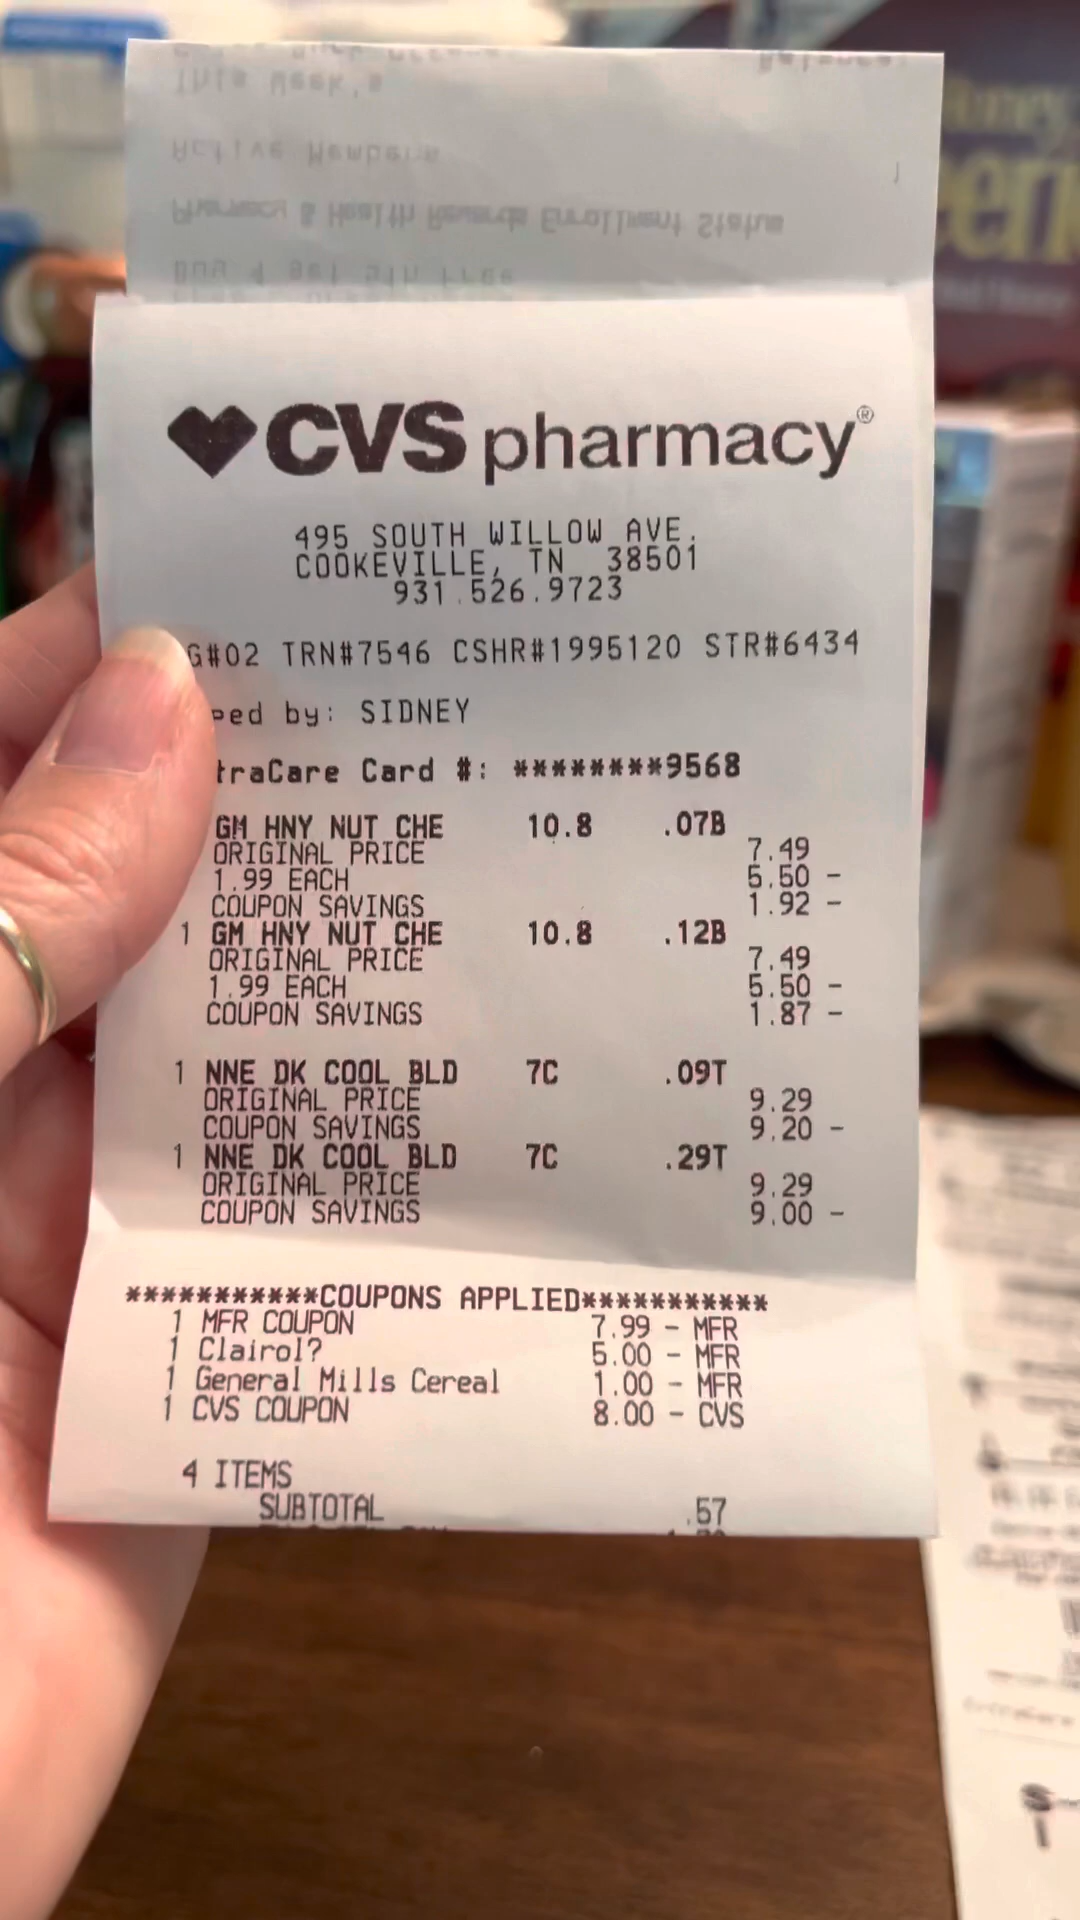 CVS pharmacy®
495 SOUTH WILLOW AVE.
COOKEVILLE, TN 38501
931.526.9723
G#02 TRN#7546 CSHR#1995120 STR#6434
ped by: SIDNEY
traCare Card #: ********9568
GM HNY NUT CHE 10.8 .07B
ORIGINAL PRICE 7.49
1.99 EACH 5.50 -
COUPON SAVINGS 1.92 -
1 GM HNY NUT CHE 10.8 .12B
ORIGINAL PRICE 7.49
1.99 EACH 5.50 -
COUPON SAVINGS 1.87 -
1 NNE DK COOL BLD 7C .09T
ORIGINAL PRICE 9.29
COUPON SAVINGS 9.20 -
1 NNE DK COOL BLD 7C .29T
ORIGINAL PRICE 9.29
COUPON SAVINGS 9.00 -
***********COUPONS APPLIED***********
1 MFR COUPON 7.99 - MFR
1 Clairol? 5.00 - MFR
1 General Mills Cereal 1.00 - MFR
1 CVS COUPON 8.00 - CVS
4 ITEMS
SUBTOTAL .57
This Week's
Active Members
Pharmacy & Health Rewards Enrollment Status